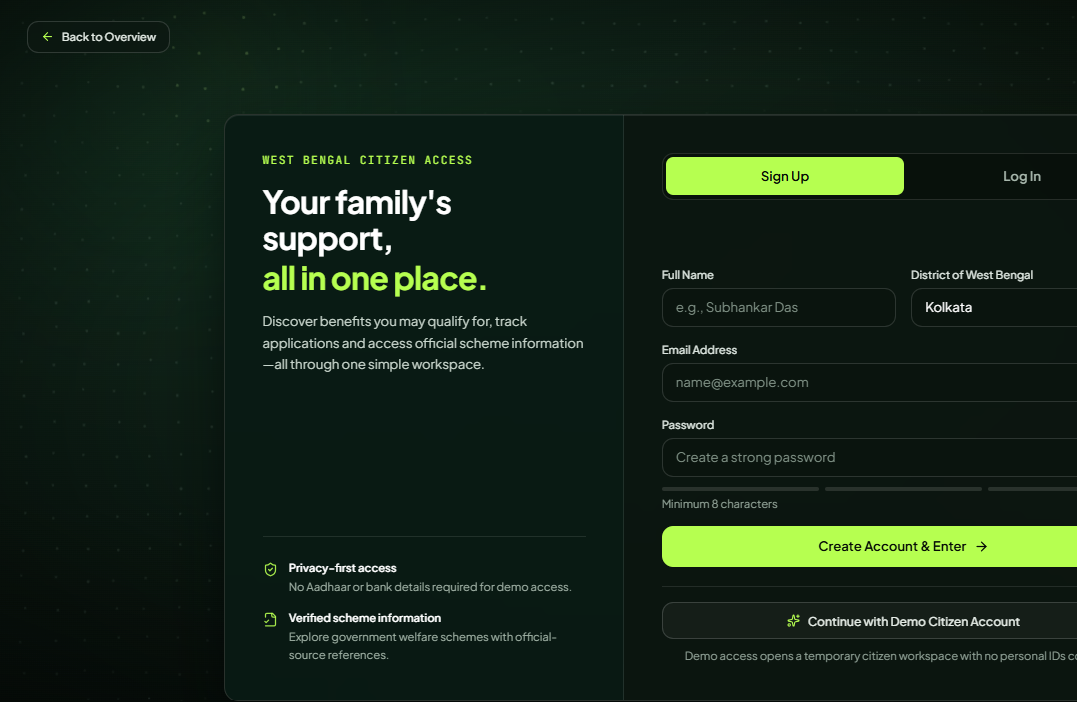 Back to Overview
WEST BENGAL CITIZEN ACCESS
Your family's
support,
all in one place.
Discover benefits you may qualify for, track
applications and access official scheme information
—all through one simple workspace.
Privacy-first access
No Aadhaar or bank details required for demo access.
Verified scheme information
Explore government welfare schemes with official-
source references.
Sign Up
Log In
Full Name
District of West Bengal
e.g., Subhankar Das
Kolkata
Email Address
name@example.com
Password
Create a strong password
Minimum 8 characters
Create Account & Enter
Continue with Demo Citizen Account
Demo access opens a temporary citizen workspace with no personal IDs